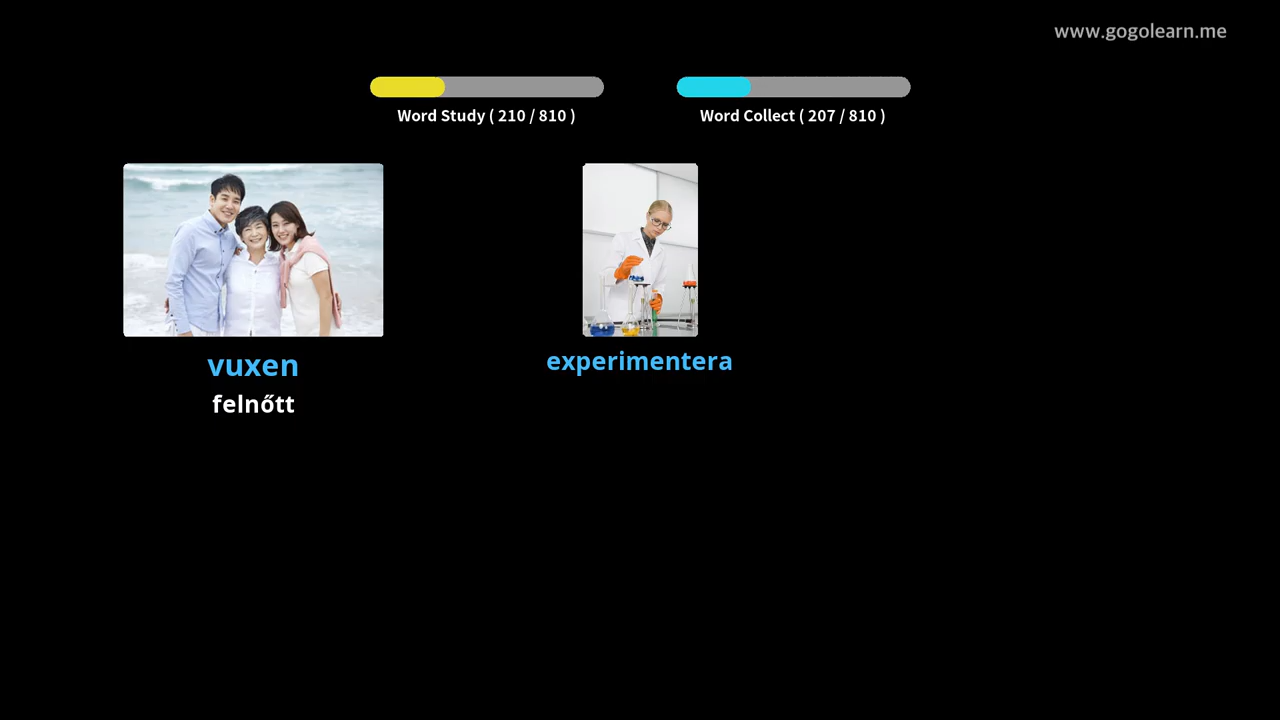 www.gogolearn.me
Word Study ( 210 / 810 )
Word Collect ( 207 / 810 )
vuxen
felnőtt
experimentera